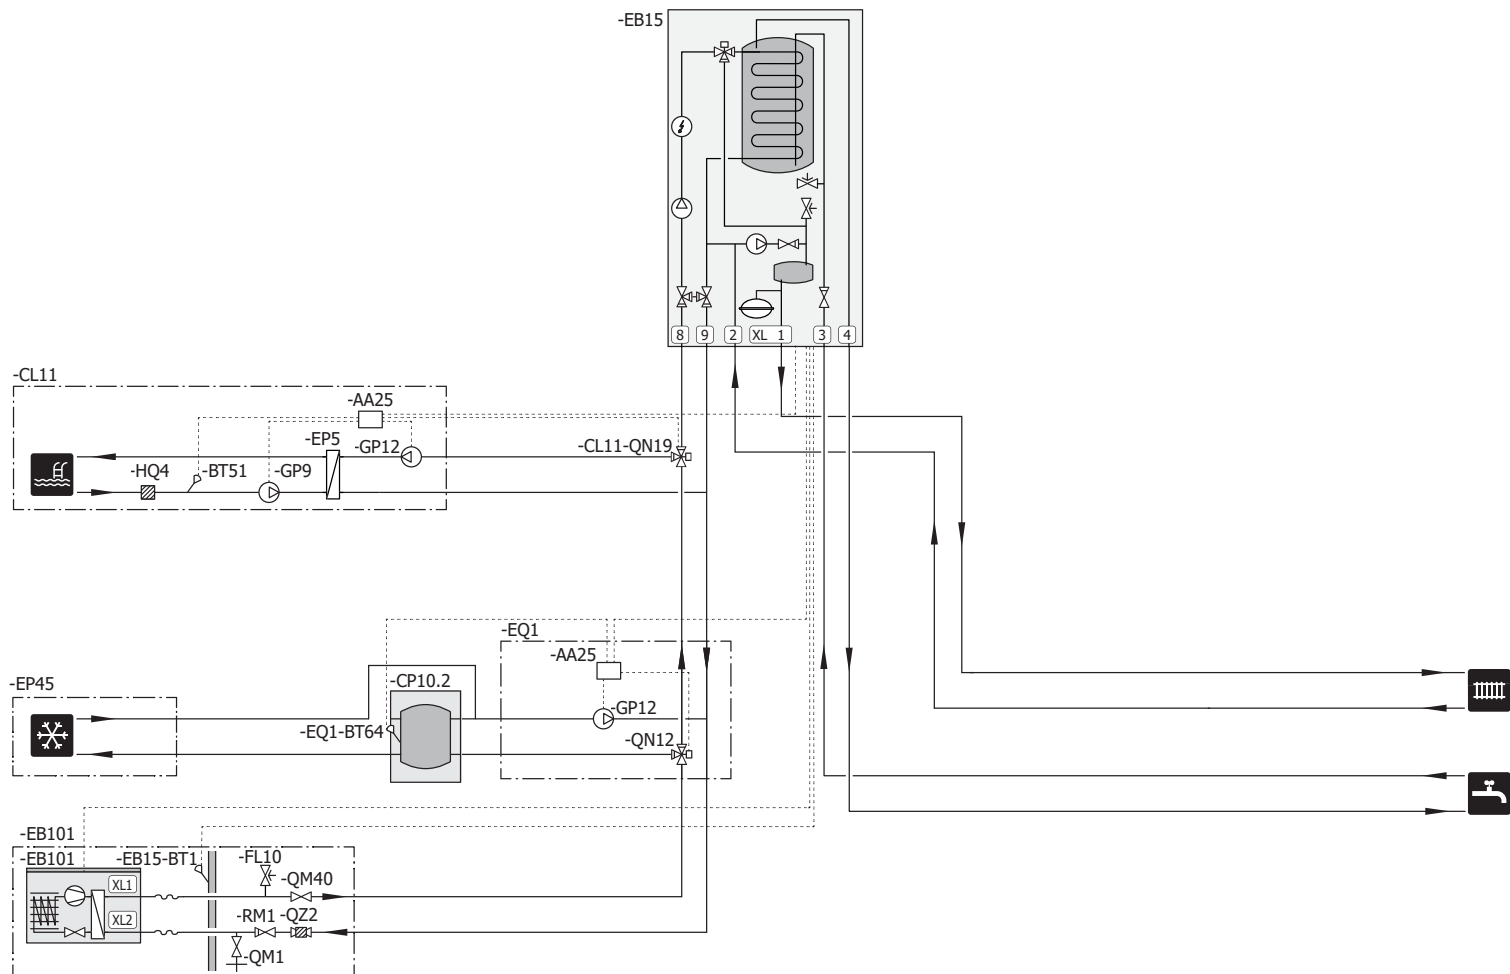 -EB15
8 9 2 XL 1 3 4
-CL11
-AA25
-EP5
-GP12
-CL11-QN19
-HQ4
-BT51
-GP9
-EQ1
-AA25
-EP45
-CP10.2
-GP12
-EQ1-BT64
-QN12
-EB101
-EB101
-EB15-BT1
-FL10
XL1
-QM40
XL2
-RM1
-QZ2
-QM1